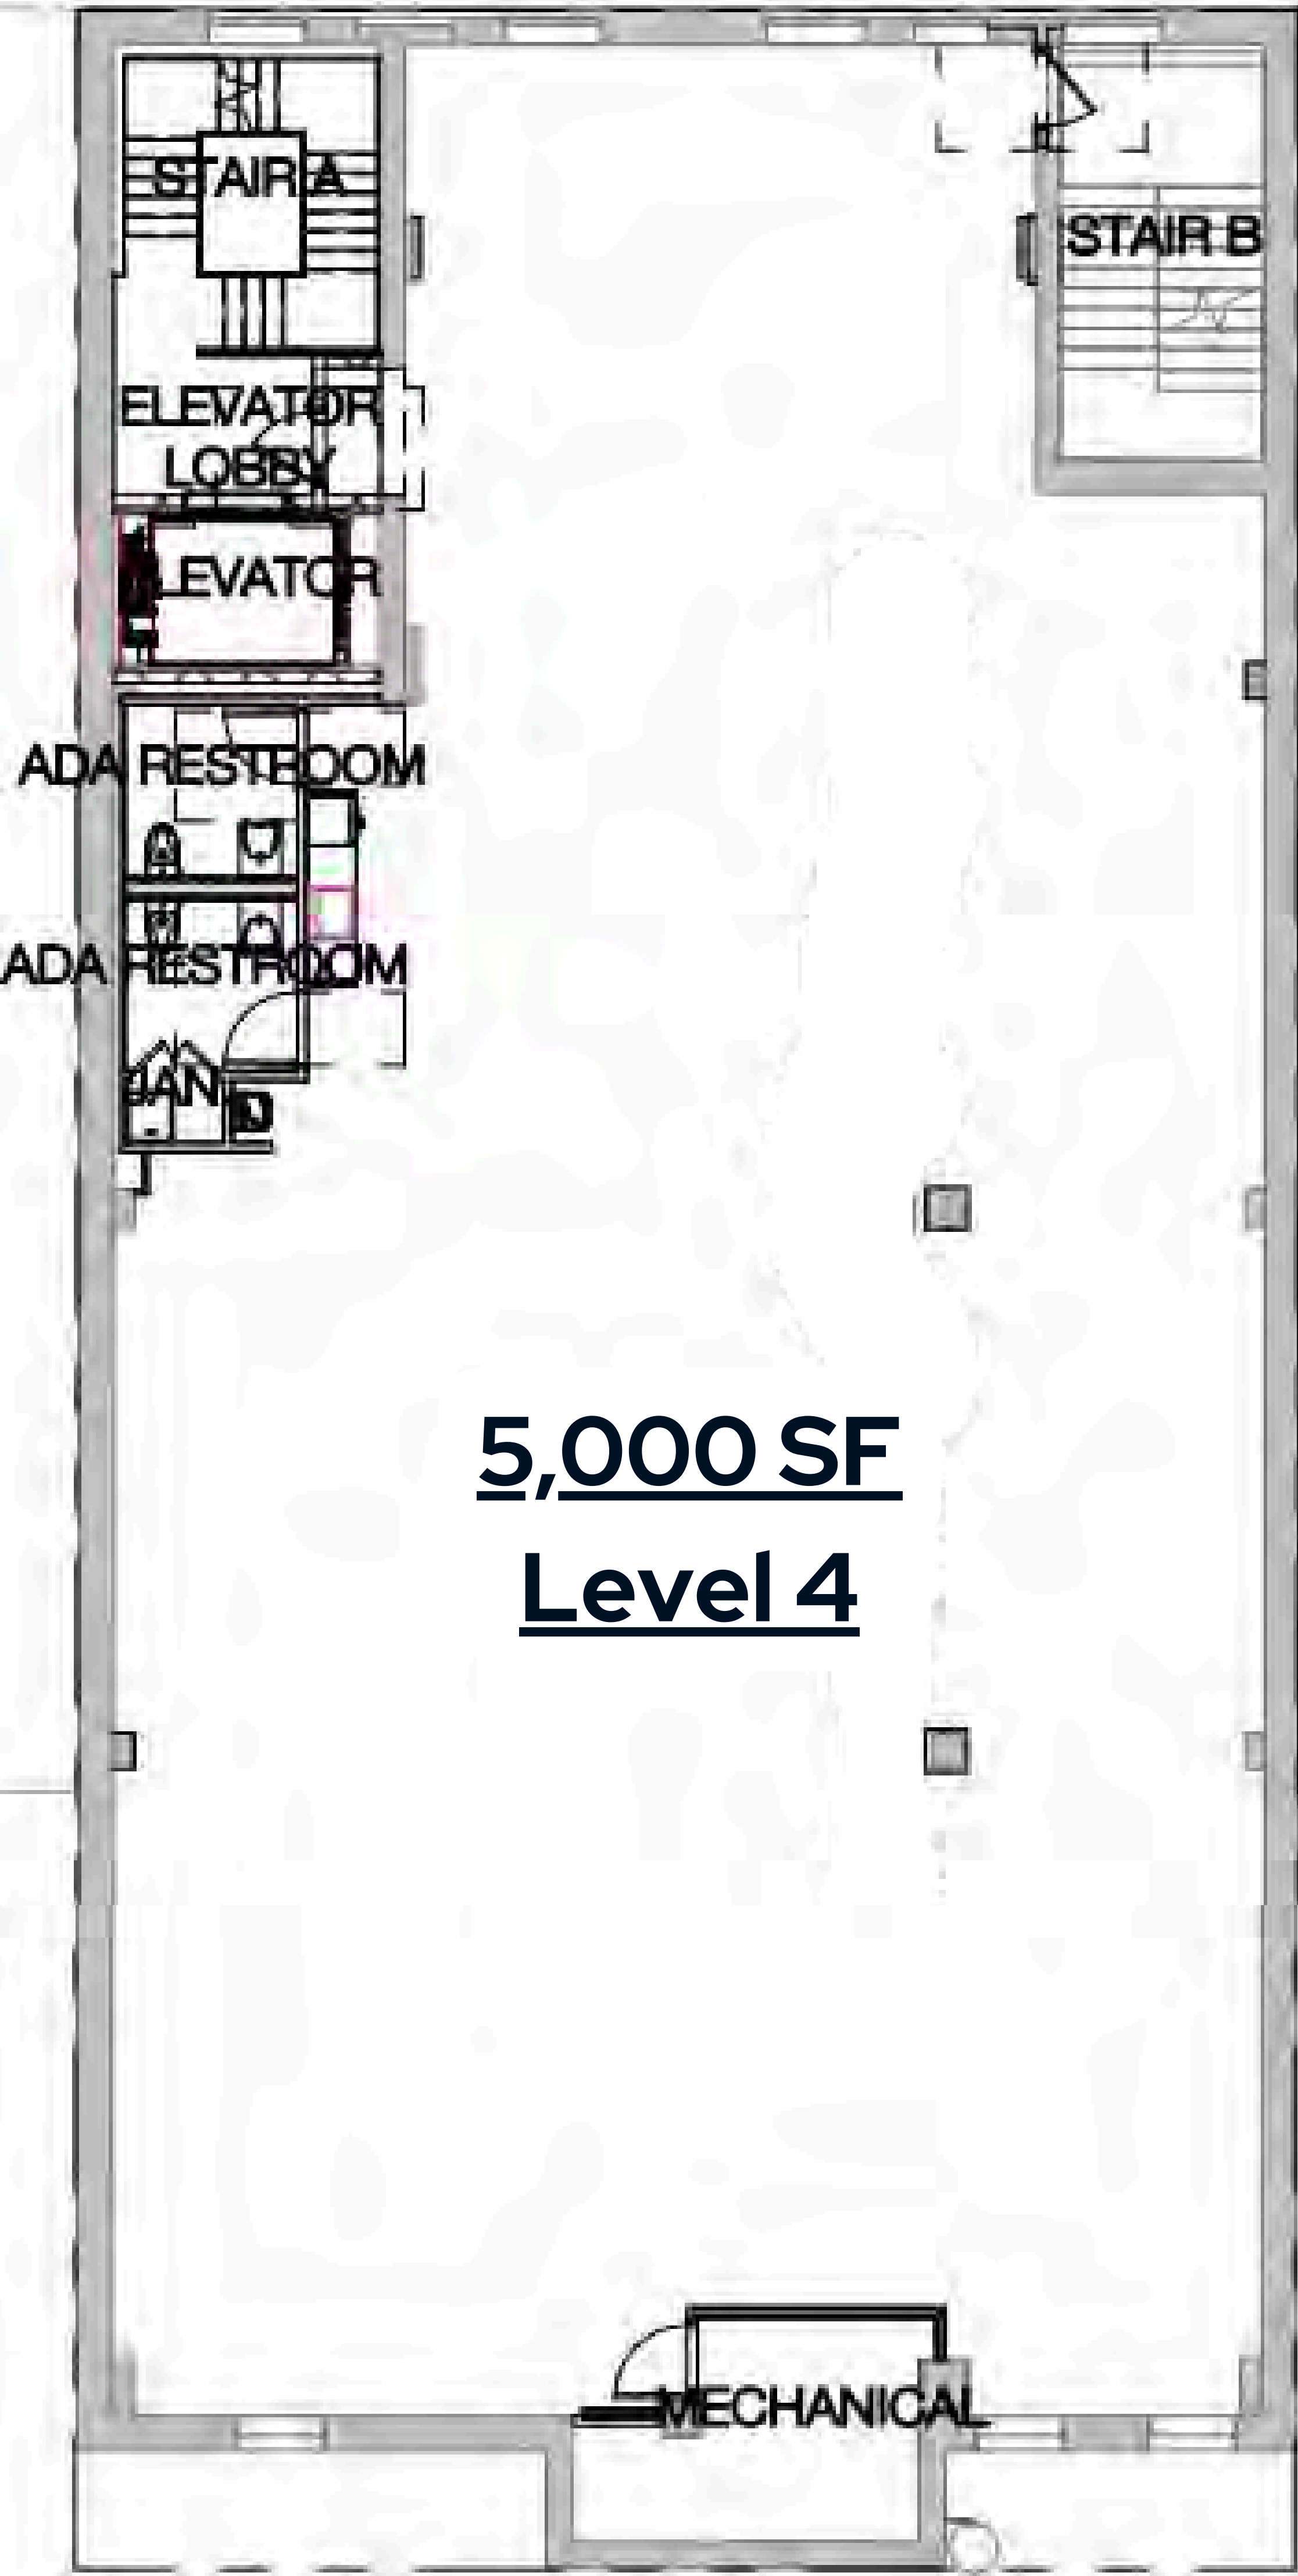 STAIR A
STAIR B
ELEVATOR
LOBBY
ELEVATOR
ADA RESTROOM
ADA RESTROOM
JAN.
5,000 SF
Level 4
MECHANICAL